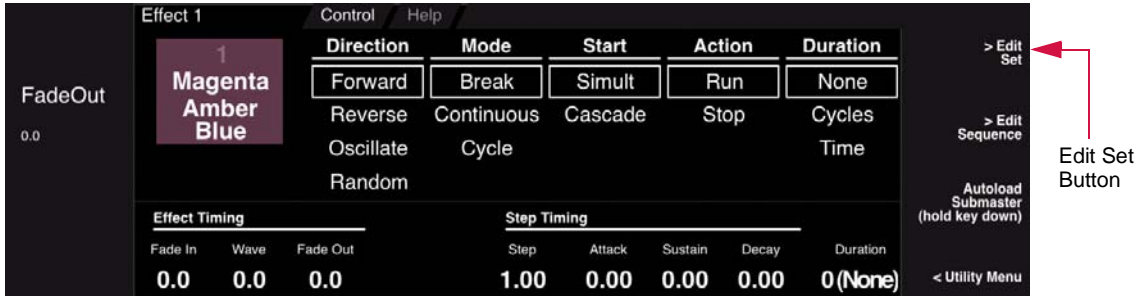 Effect 1 Control Help
FadeOut
0.0
1
Magenta
Amber
Blue
Direction Mode Start Action Duration
Forward Break Simult Run None
Reverse Continuous Cascade Stop Cycles
Oscillate Cycle Time
Random
Effect Timing Step Timing
Fade In Wave Fade Out Step Attack Sustain Decay Duration
0.0 0.0 0.0 1.00 0.00 0.00 0.00 0(None)
> Edit
Set
> Edit
Sequence
Autoload
Submaster
(hold key down)
< Utility Menu
Edit Set
Button